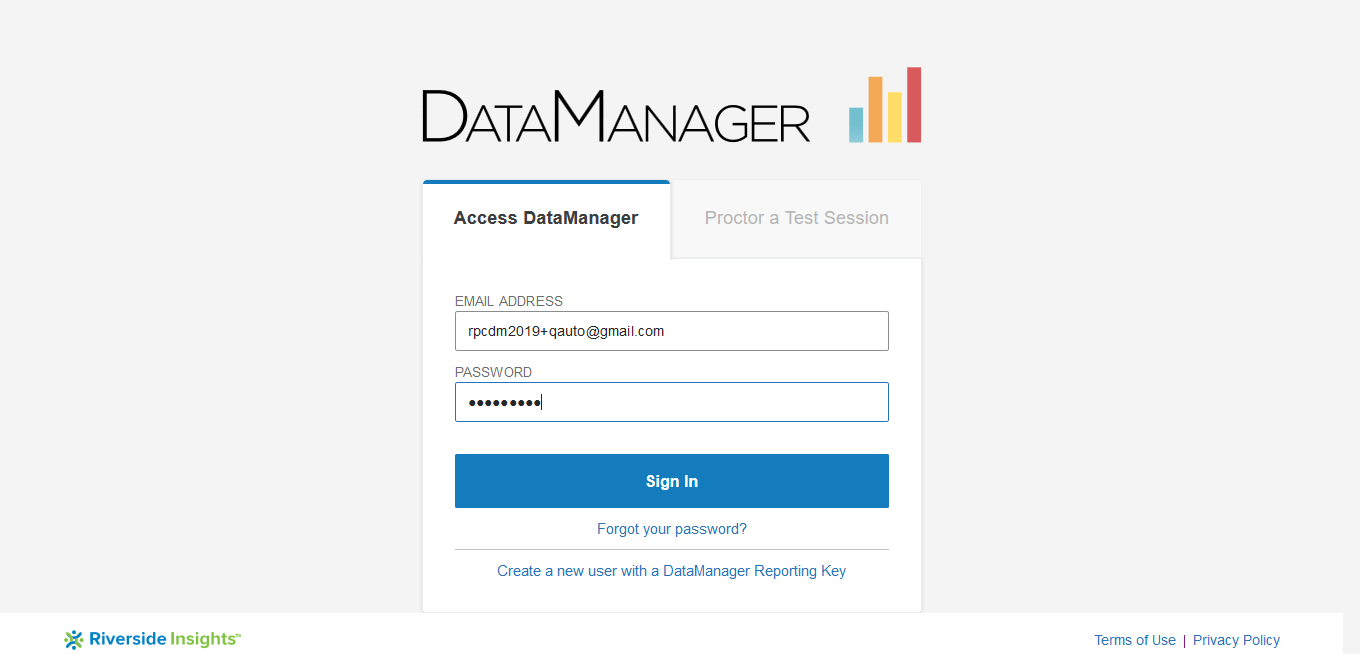 DATAMANAGER
Access DataManager
Proctor a Test Session
EMAIL ADDRESS
rpcdm2019+qauto@gmail.com
PASSWORD
●●●●●●●●●
Sign In
Forgot your password?
Create a new user with a DataManager Reporting Key
Riverside Insights™
Terms of Use | Privacy Policy